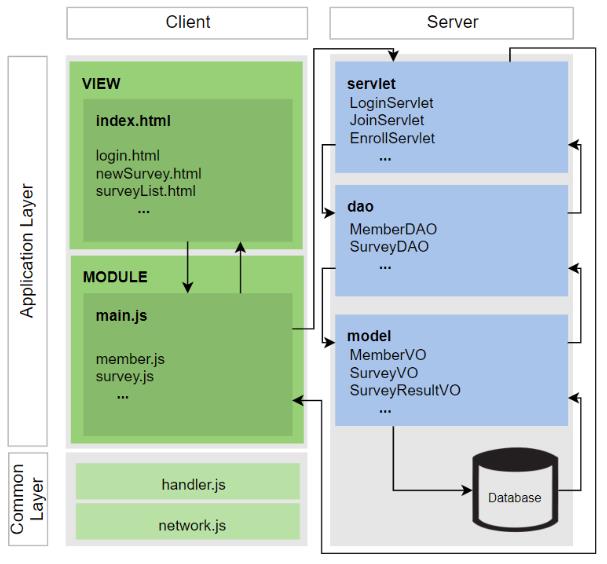 Client
Server
Application Layer
VIEW
index.html
login.html
newSurvey.html
surveyList.html
...
MODULE
main.js
member.js
survey.js
...
servlet
LoginServlet
JoinServlet
EnrollServlet
...
dao
MemberDAO
SurveyDAO
...
model
MemberVO
SurveyVO
SurveyResultVO
...
Common
Layer
handler.js
network.js
Database